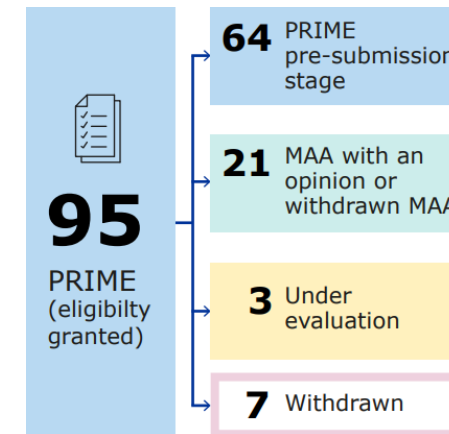 95
PRIME
(eligibilty
granted)
64 PRIME
pre-submission
stage
21 MAA with an
opinion or
withdrawn MAA
3 Under
evaluation
7 Withdrawn